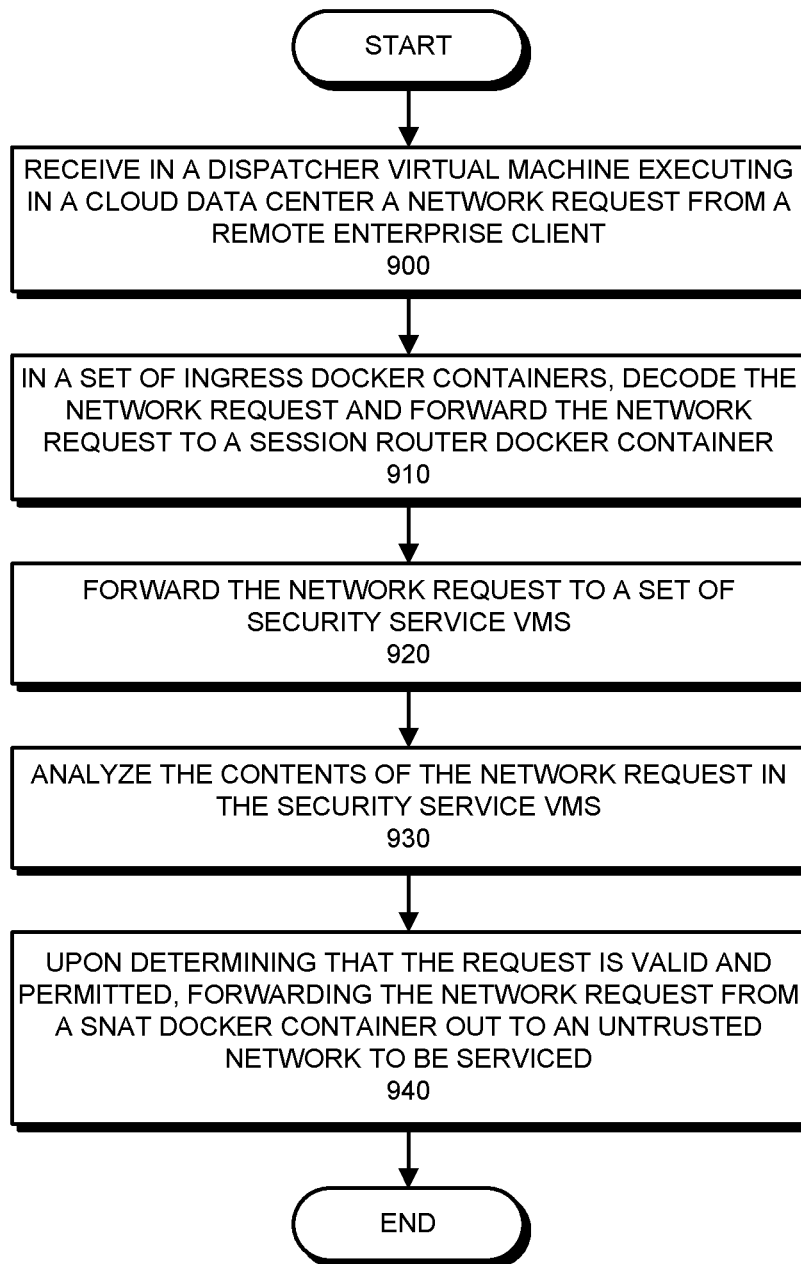 START
RECEIVE IN A DISPATCHER VIRTUAL MACHINE EXECUTING
IN A CLOUD DATA CENTER A NETWORK REQUEST FROM A
REMOTE ENTERPRISE CLIENT
900
IN A SET OF INGRESS DOCKER CONTAINERS, DECODE THE
NETWORK REQUEST AND FORWARD THE NETWORK
REQUEST TO A SESSION ROUTER DOCKER CONTAINER
910
FORWARD THE NETWORK REQUEST TO A SET OF
SECURITY SERVICE VMS
920
ANALYZE THE CONTENTS OF THE NETWORK REQUEST IN
THE SECURITY SERVICE VMS
930
UPON DETERMINING THAT THE REQUEST IS VALID AND
PERMITTED, FORWARDING THE NETWORK REQUEST FROM
A SNAT DOCKER CONTAINER OUT TO AN UNTRUSTED
NETWORK TO BE SERVICED
940
END